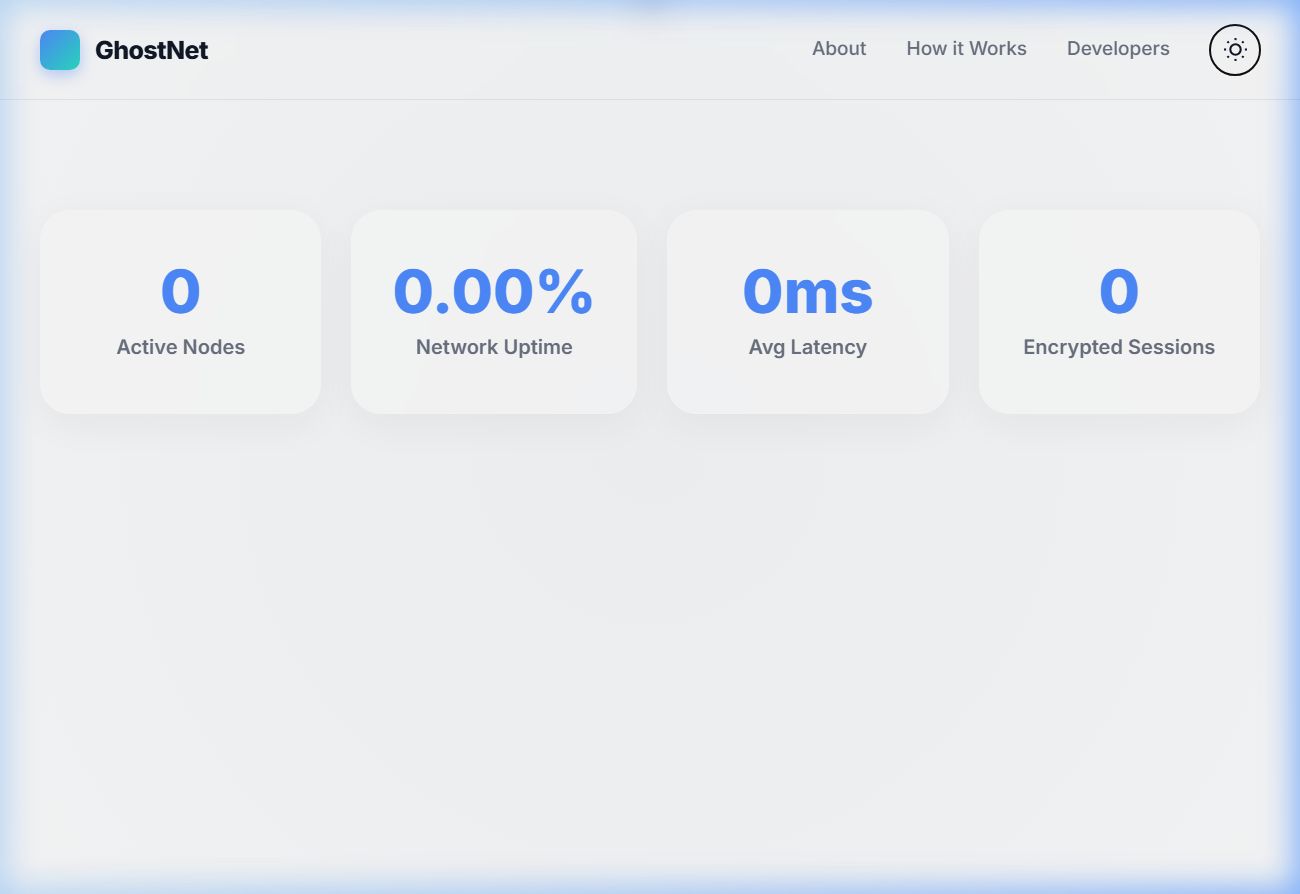 GhostNet
About
How it Works
Developers
0
Active Nodes
0.00%
Network Uptime
0ms
Avg Latency
0
Encrypted Sessions